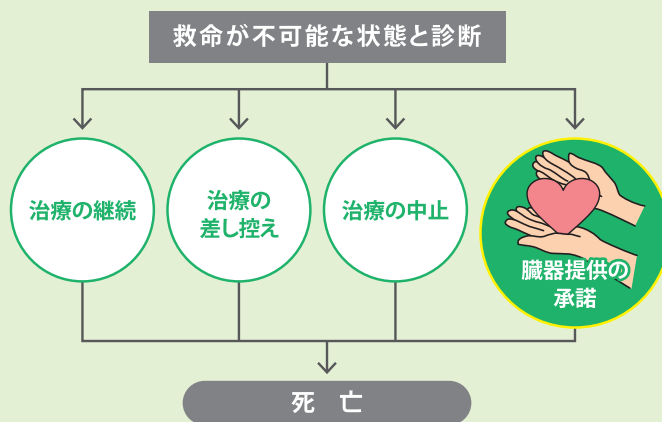 救命が不可能な状態と診断
治療の継続
治療の
差し控え
治療の中止
臓器提供の
承諾
死 亡